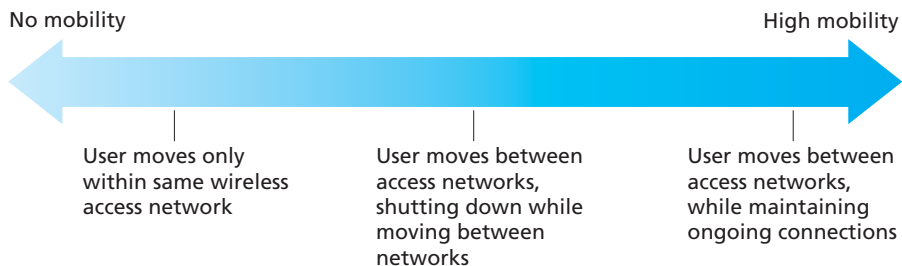 No mobility
High mobility
User moves only
within same wireless
access network
User moves between
access networks,
shutting down while
moving between
networks
User moves between
access networks,
while maintaining
ongoing connections